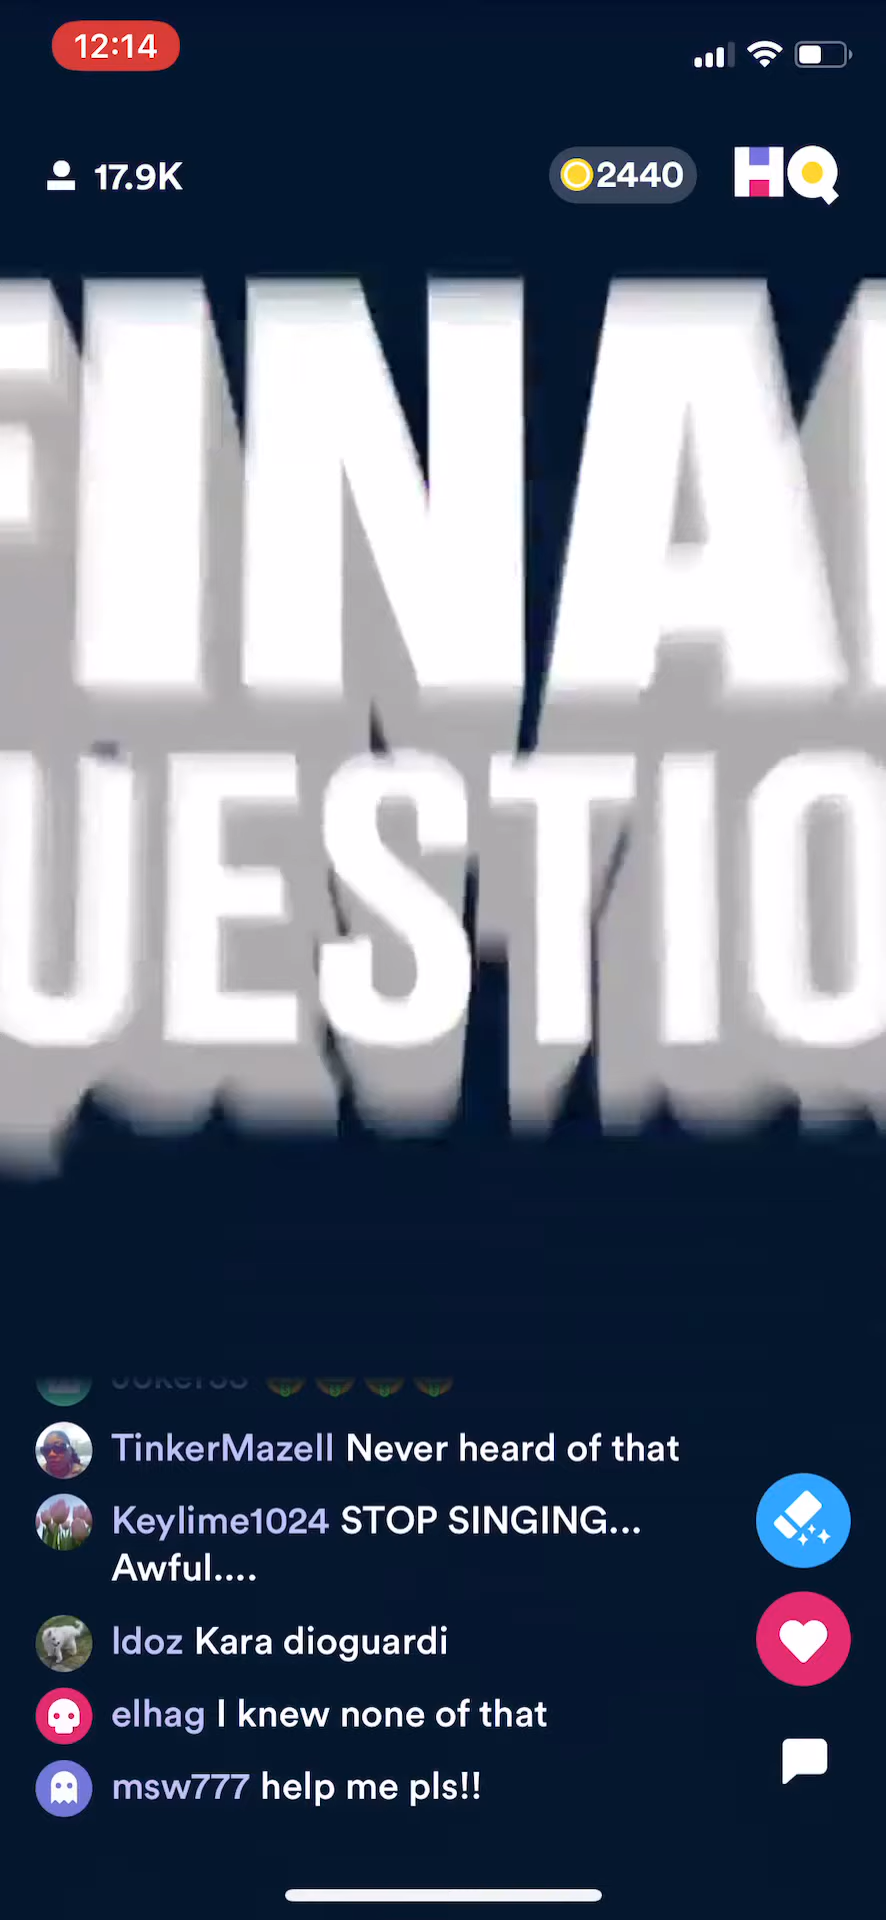 12:14
17.9K
2440
HQ
FINAL
UESTIO
TinkerMazell Never heard of that
Keylime1024 STOP SINGING...
Awful....
ldoz Kara dioguardi
elhag I knew none of that
msw777 help me pls!!